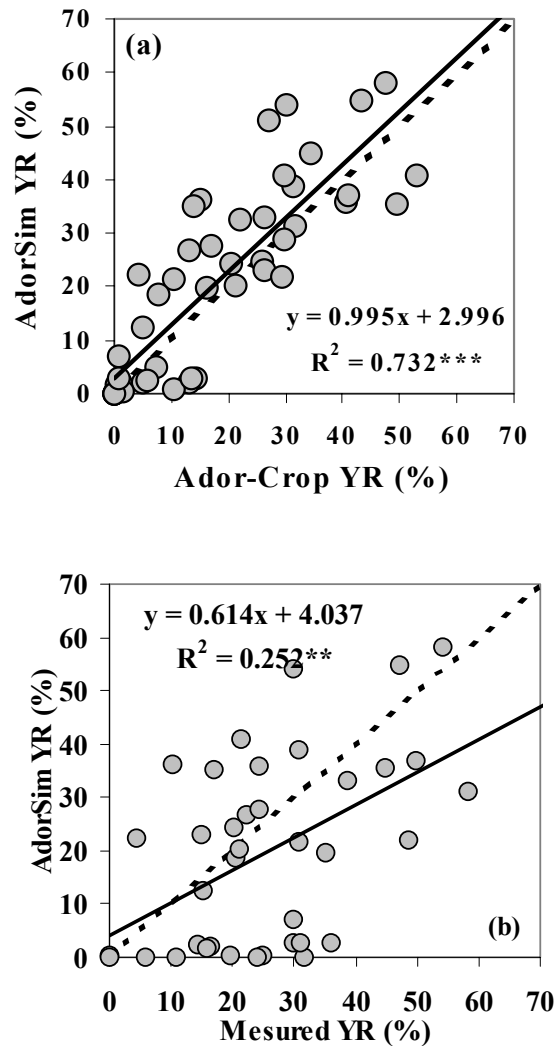 (a)
AdorSim YR (%)
70
60
50
40
30
20
10
0
y = 0.995x + 2.996
R² = 0.732***
0 10 20 30 40 50 60 70
Ador-Crop YR (%)
y = 0.614x + 4.037
R² = 0.252**
AdorSim YR (%)
70
60
50
40
30
20
10
0
(b)
0 10 20 30 40 50 60 70
Mesured YR (%)